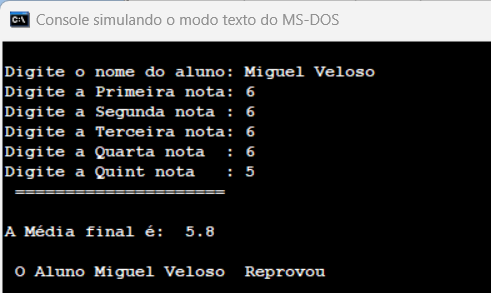 Console simulando o modo texto do MS-DOS
Digite o nome do aluno: Miguel Veloso
Digite a Primeira nota: 6
Digite a Segunda nota : 6
Digite a Terceira nota: 6
Digite a Quarta nota  : 6
Digite a Quint nota   : 5
=====================
A Média final é:  5.8
O Aluno Miguel Veloso  Reprovou